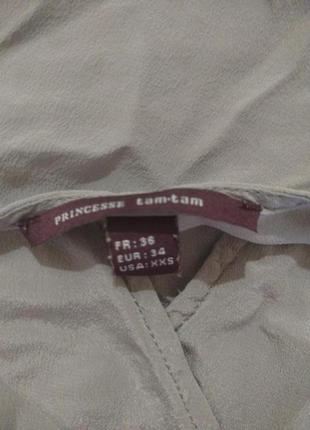 PRINCESSE tam·tam
FR: 36
EUR: 34
USA: XXS